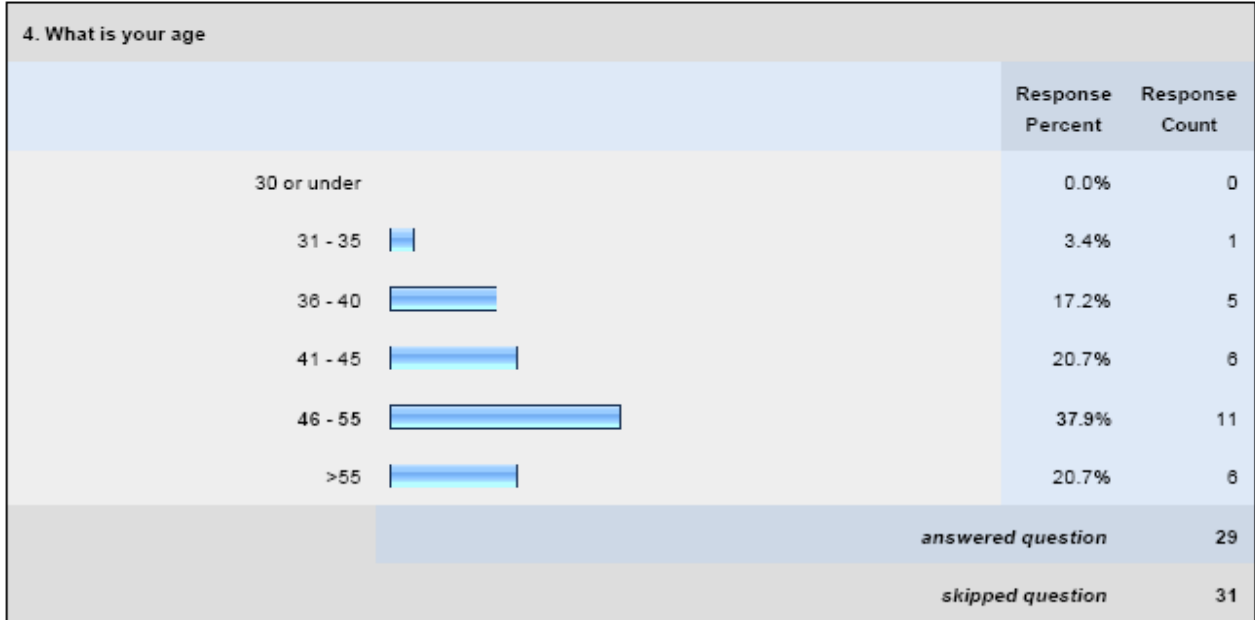 4. What is your age
Response Percent Response Count
30 or under 0.0% 0
31 - 35 3.4% 1
36 - 40 17.2% 5
41 - 45 20.7% 6
46 - 55 37.9% 11
>55 20.7% 6
answered question 29
skipped question 31